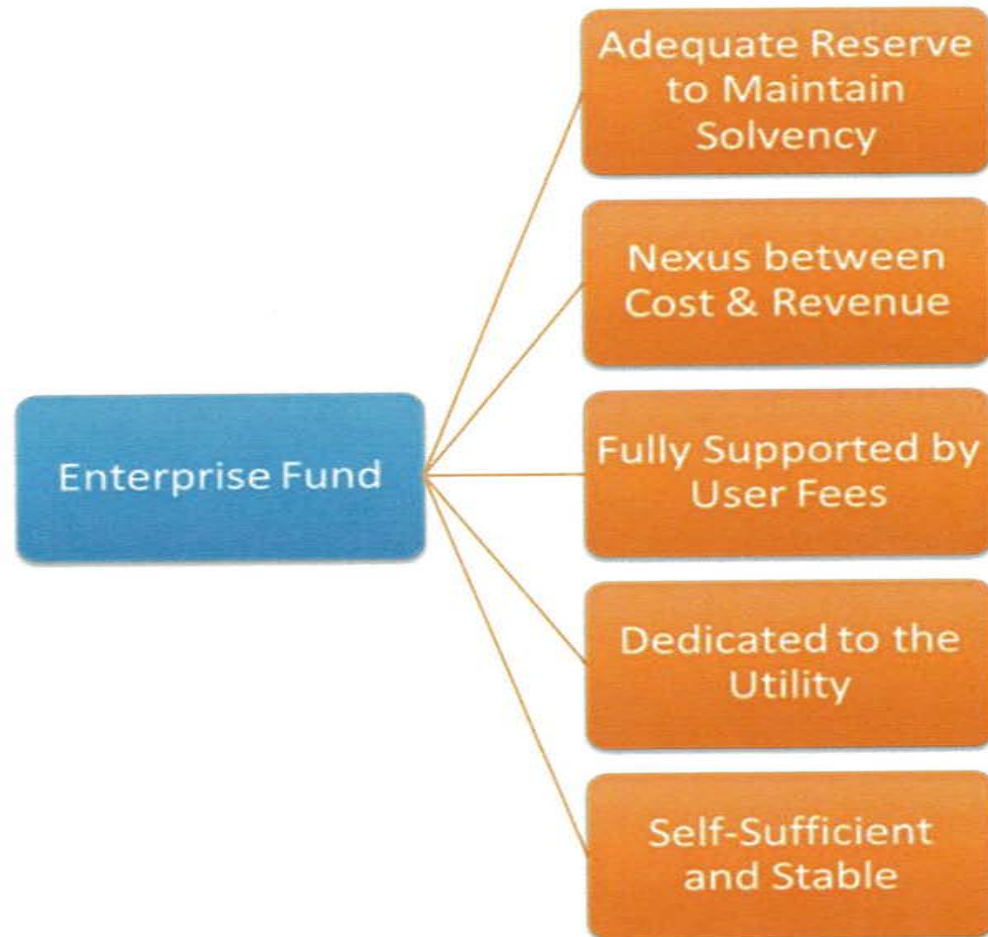 Adequate Reserve
to Maintain
Solvency
Nexus between
Cost & Revenue
Enterprise Fund
Fully Supported by
User Fees
Dedicated to the
Utility
Self-Sufficient
and Stable